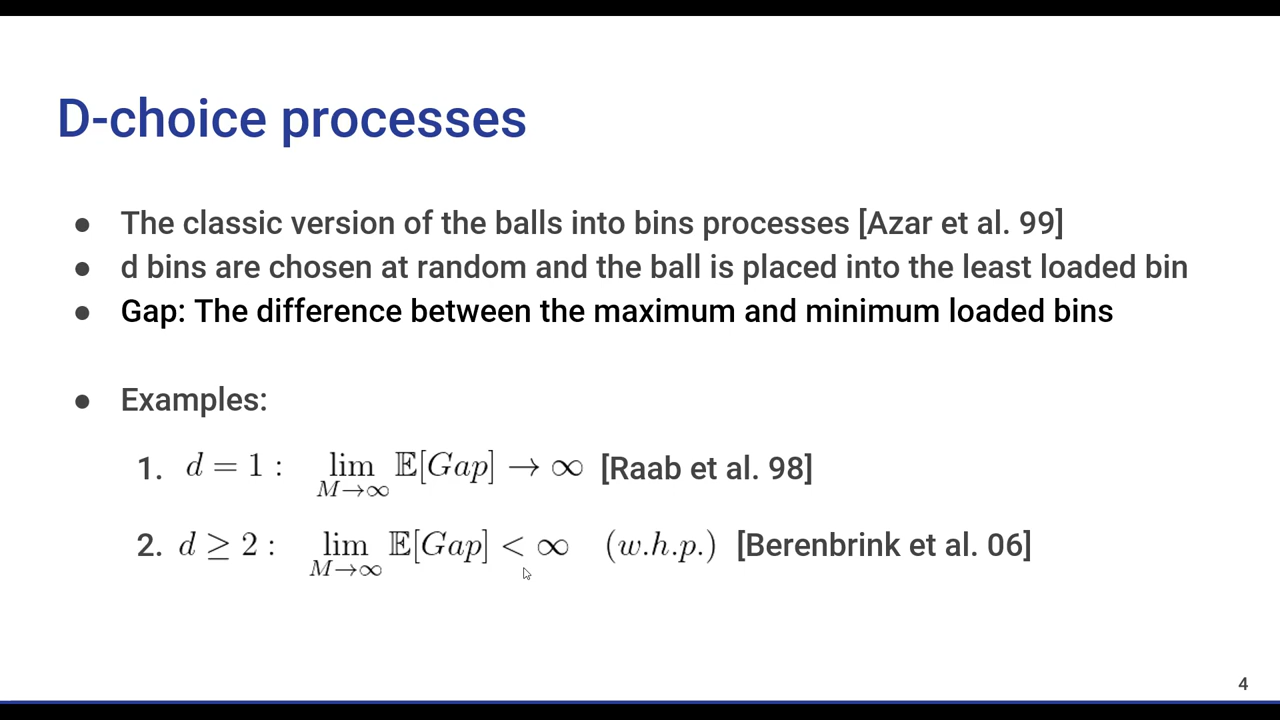 D-choice processes
● The classic version of the balls into bins processes [Azar et al. 99]
● d bins are chosen at random and the ball is placed into the least loaded bin
● Gap: The difference between the maximum and minimum loaded bins
● Examples:
1. d = 1 : lim_{M→∞} 𝔼[Gap] → ∞ [Raab et al. 98]
2. d ≥ 2 : lim_{M→∞} 𝔼[Gap] < ∞ (w.h.p.) [Berenbrink et al. 06]
4